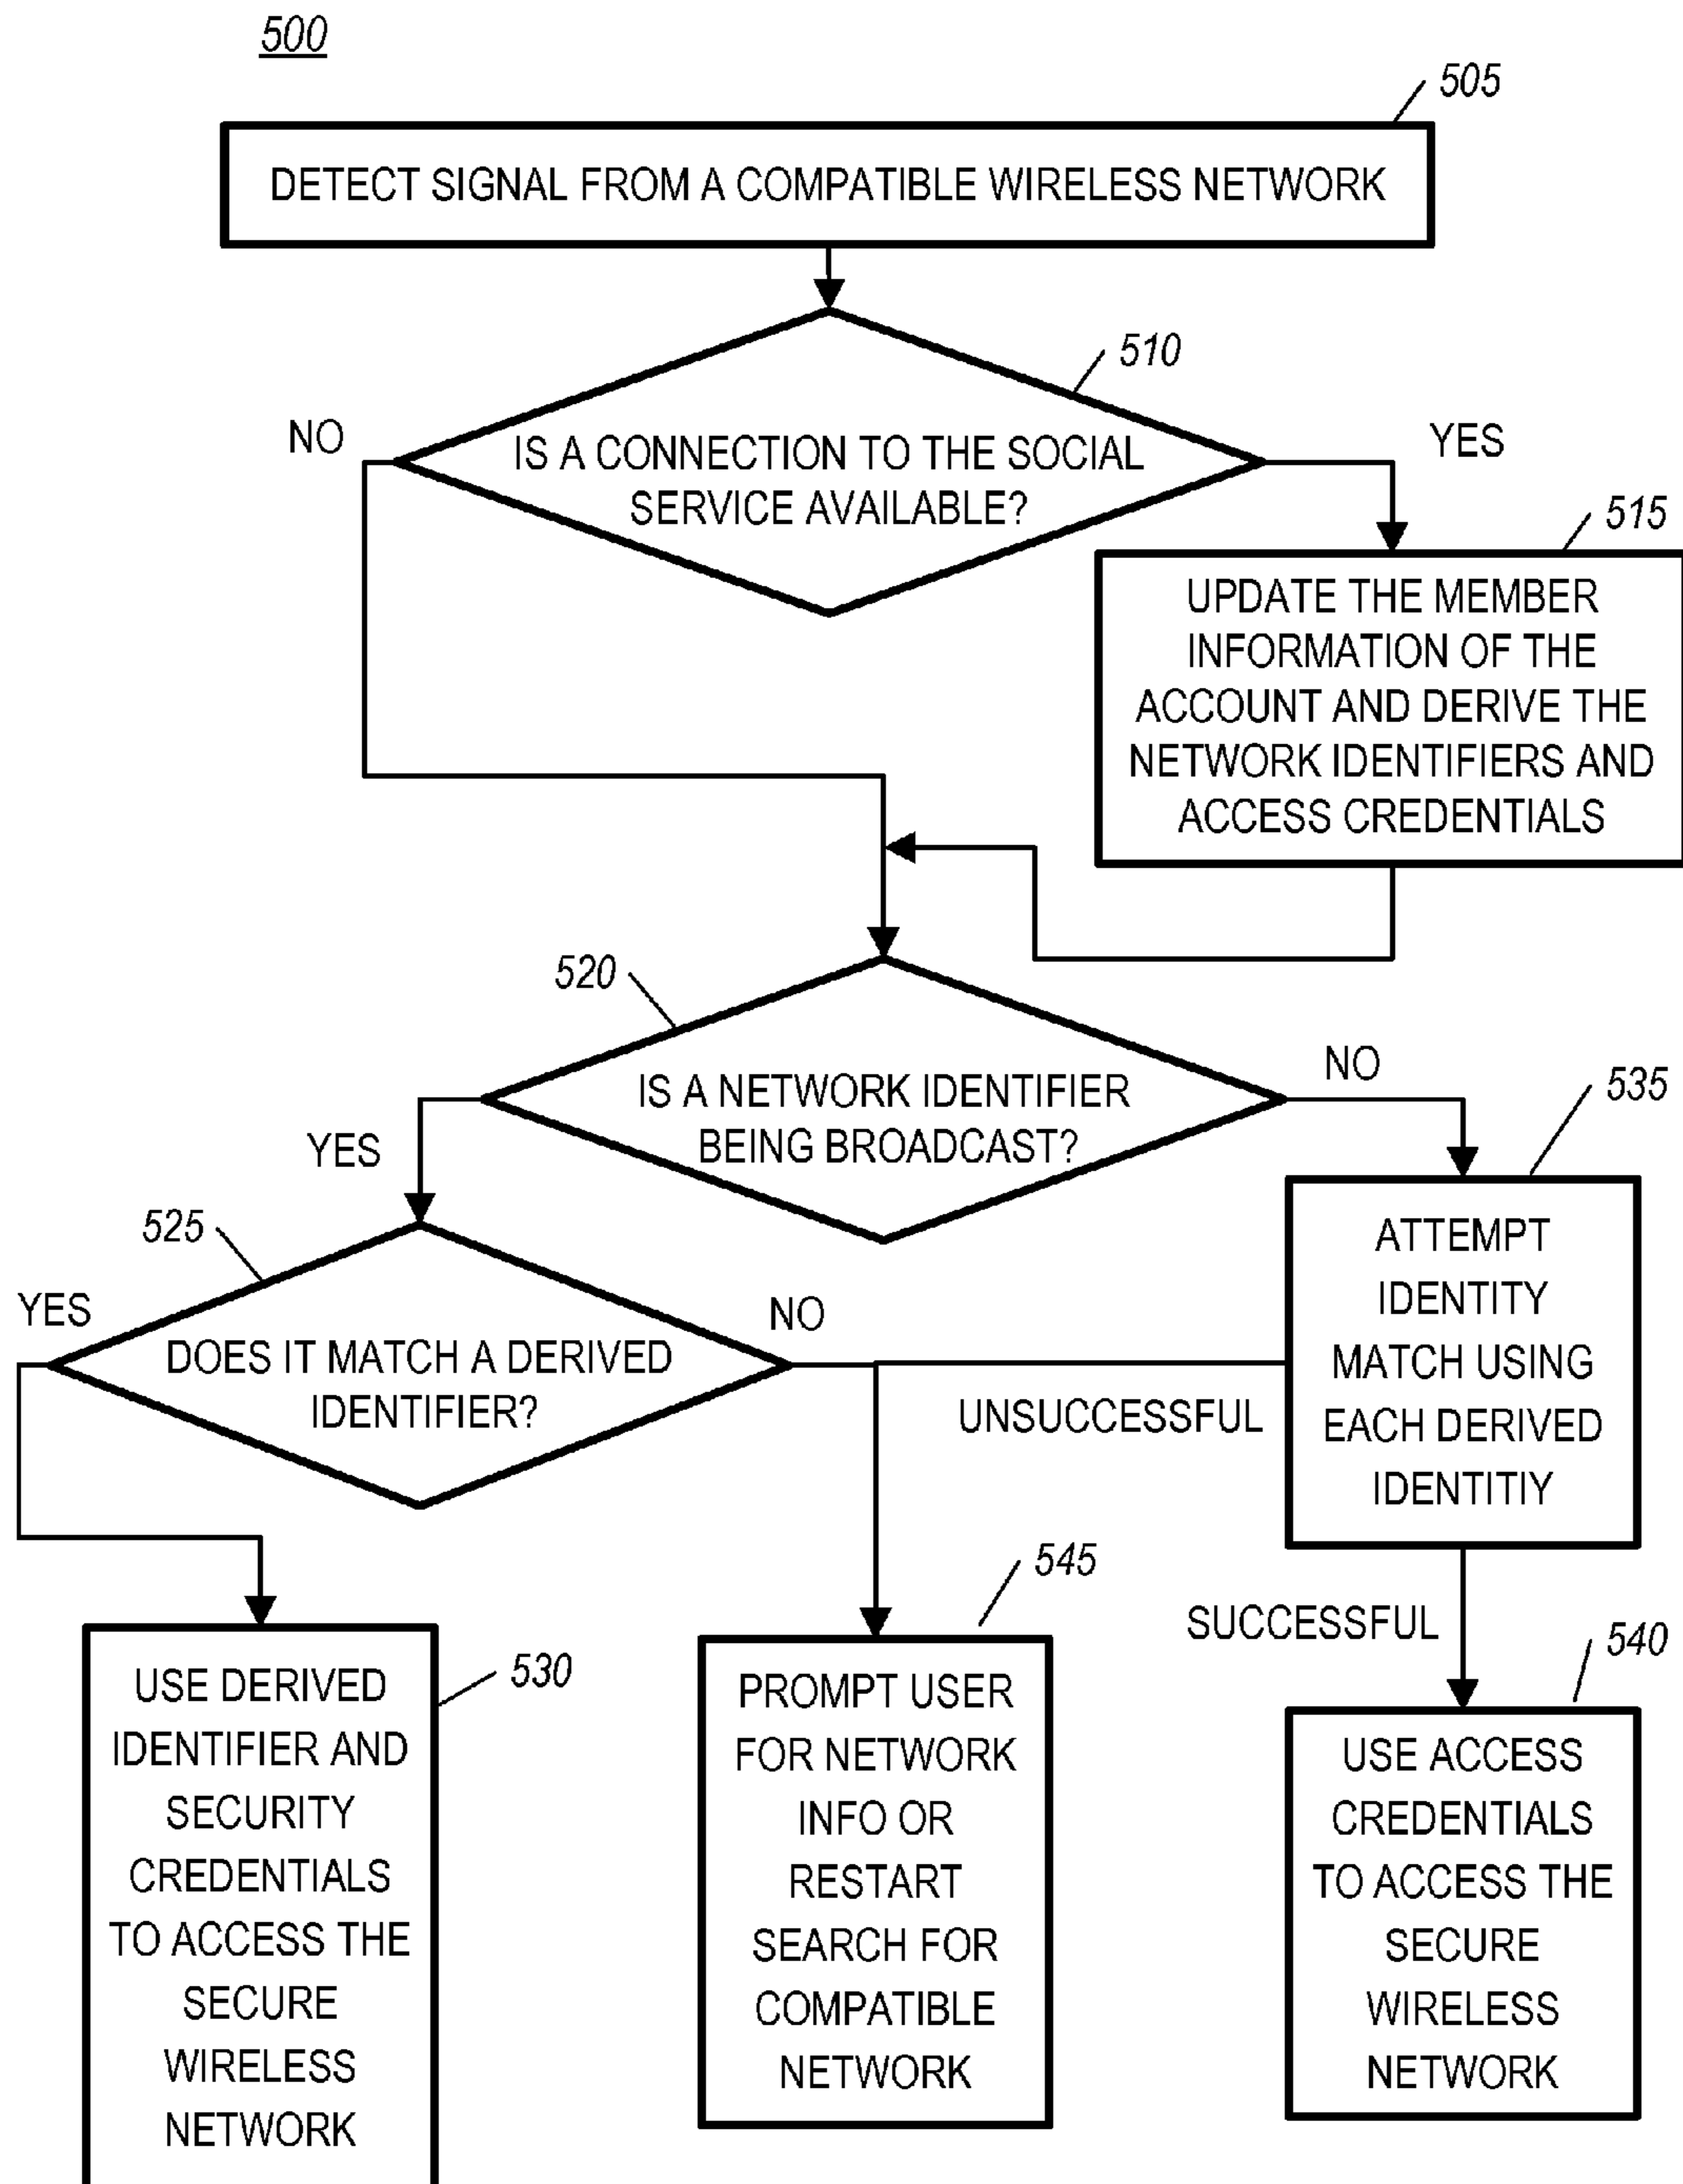 500
505
DETECT SIGNAL FROM A COMPATIBLE WIRELESS NETWORK
510
NO
IS A CONNECTION TO THE SOCIAL
SERVICE AVAILABLE?
YES
515
UPDATE THE MEMBER
INFORMATION OF THE
ACCOUNT AND DERIVE THE
NETWORK IDENTIFIERS AND
ACCESS CREDENTIALS
520
IS A NETWORK IDENTIFIER
BEING BROADCAST?
NO
YES
535
ATTEMPT
IDENTITY
MATCH USING
EACH DERIVED
IDENTITIY
525
YES
DOES IT MATCH A DERIVED
IDENTIFIER?
NO
UNSUCCESSFUL
SUCCESSFUL
530
USE DERIVED
IDENTIFIER AND
SECURITY
CREDENTIALS
TO ACCESS THE
SECURE
WIRELESS
NETWORK
545
PROMPT USER
FOR NETWORK
INFO OR
RESTART
SEARCH FOR
COMPATIBLE
NETWORK
540
USE ACCESS
CREDENTIALS
TO ACCESS THE
SECURE
WIRELESS
NETWORK